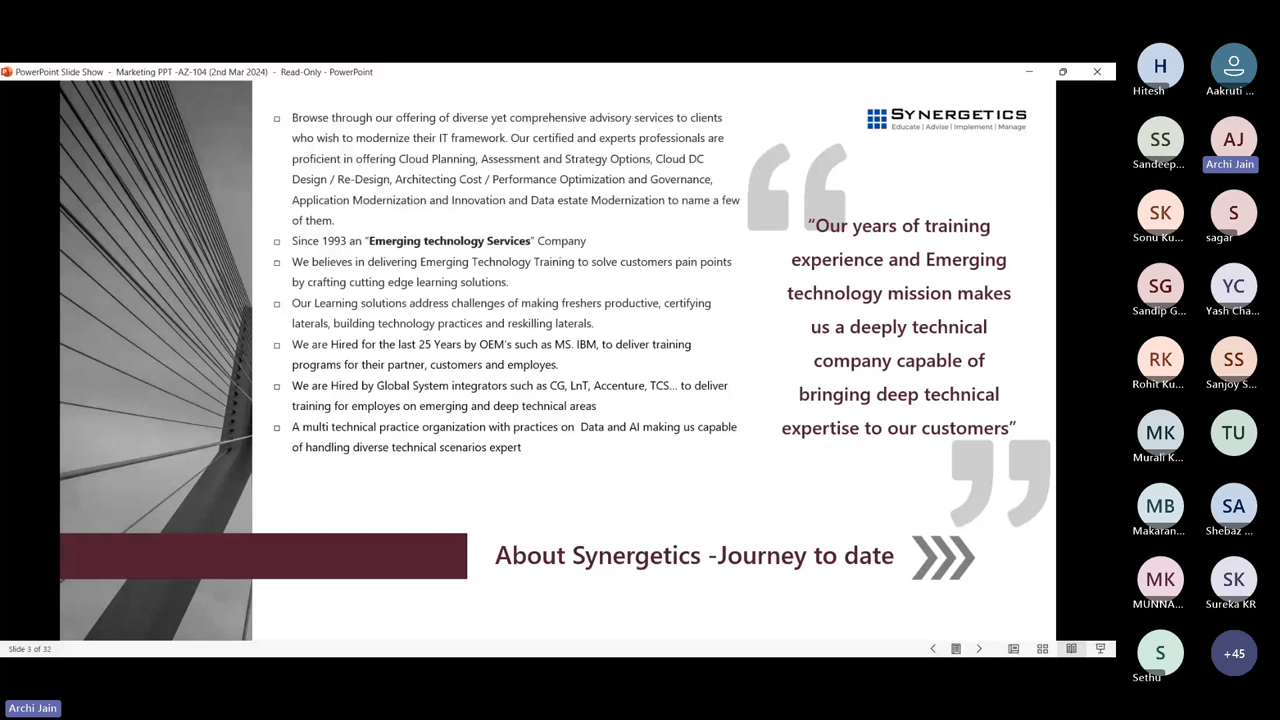 PowerPoint Slide Show - Marketing PPT -AZ-104 (2nd Mar 2024) - Read-Only - PowerPoint
Browse through our offering of diverse yet comprehensive advisory services to clients
who wish to modernize their IT framework. Our certified and experts professionals are
proficient in offering Cloud Planning, Assessment and Strategy Options, Cloud DC
Design / Re-Design, Architecting Cost / Performance Optimization and Governance,
Application Modernization and Innovation and Data estate Modernization to name a few
of them.
Since 1993 an “Emerging technology Services” Company
We believes in delivering Emerging Technology Training to solve customers pain points
by crafting cutting edge learning solutions.
Our Learning solutions address challenges of making freshers productive, certifying
laterals, building technology practices and reskilling laterals.
We are Hired for the last 25 Years by OEM's such as MS. IBM, to deliver training
programs for their partner, customers and employes.
We are Hired by Global System integrators such as CG, LnT, Accenture, TCS... to deliver
training for employes on emerging and deep technical areas
A multi technical practice organization with practices on Data and AI making us capable
of handling diverse technical scenarios expert
SYNERGETICS
Educate | Advise | Implement | Manage
“Our years of training
experience and Emerging
technology mission makes
us a deeply technical
company capable of
bringing deep technical
expertise to our customers”
About Synergetics -Journey to date
Slide 3 of 32
H
Hitesh
Aakruti ...
SS
Sandeep...
AJ
Archi Jain
SK
Sonu Ku...
S
sagar
SG
Sandip G...
YC
Yash Cha...
RK
Rohit Ku...
SS
Sanjoy S...
MK
Murali K...
TU
MB
Makaran...
SA
Shebaz ...
MK
MUNNA...
SK
Sureka KR
S
Sethu
+45
Archi Jain